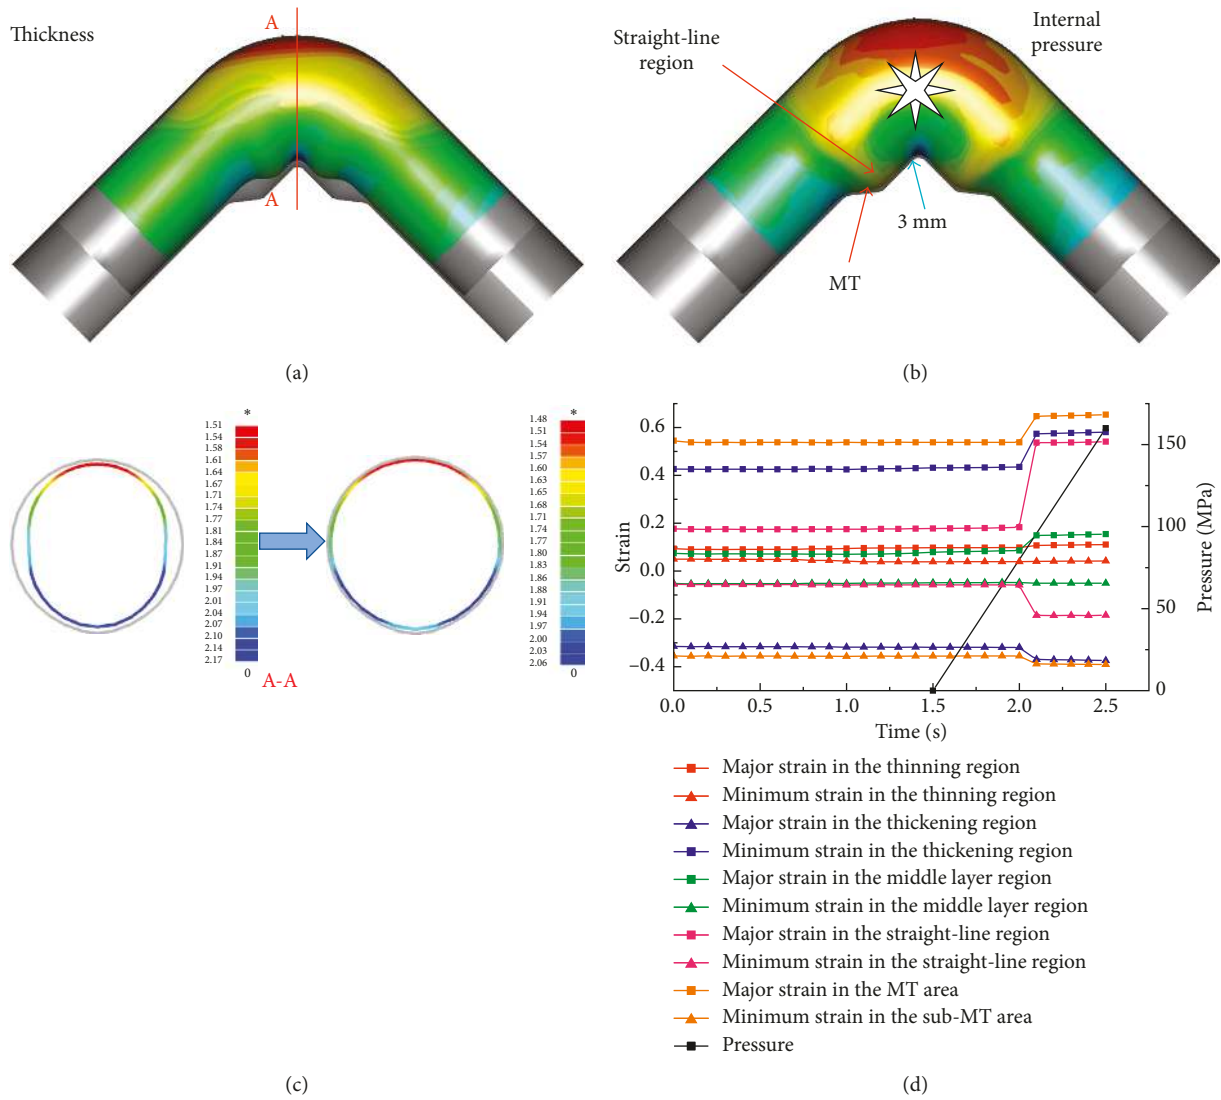 Thickness
A
A
(a)
Straight-line
region
Internal
pressure
3 mm
MT
(b)
*
1.51
1.54
1.57
1.61
1.64
1.67
1.71
1.74
1.77
1.81
1.84
1.87
1.91
1.94
1.97
2.01
2.04
2.07
2.10
2.14
2.17
0
A-A
*
1.48
1.51
1.54
1.57
1.60
1.63
1.65
1.68
1.71
1.74
1.77
1.80
1.83
1.86
1.88
1.91
1.94
1.97
2.00
2.03
2.06
0
(c)
Strain
0.6
0.4
0.2
0.0
−0.2
−0.4
0.0
0.5
1.0
1.5
2.0
2.5
Time (s)
150
100
50
0
Pressure (MPa)
Major strain in the thinning region
Minimum strain in the thinning region
Major strain in the thickening region
Minimum strain in the thickening region
Major strain in the middle layer region
Minimum strain in the middle layer region
Major strain in the straight-line region
Minimum strain in the straight-line region
Major strain in the MT area
Minimum strain in the sub-MT area
Pressure
(d)